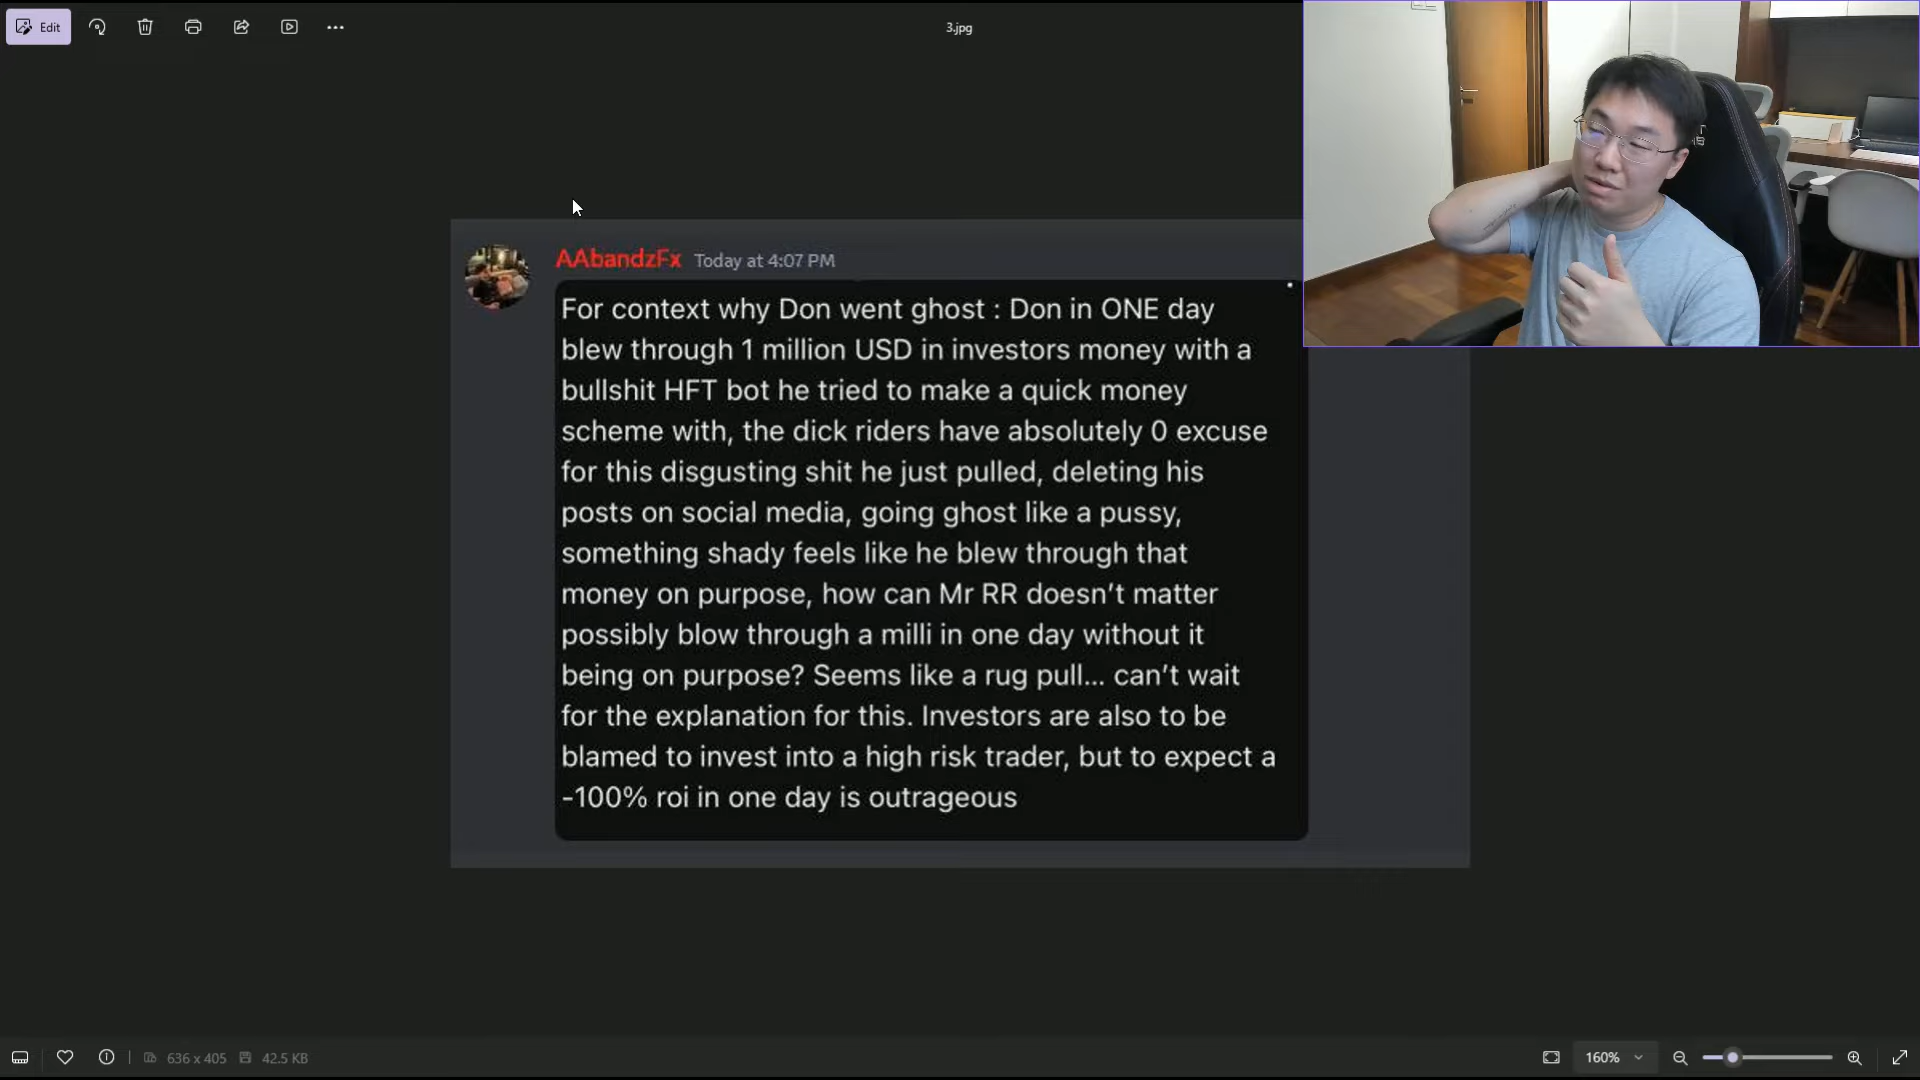 Edit
3.jpg
AAbandzFx Today at 4:07 PM
For context why Don went ghost : Don in ONE day
blew through 1 million USD in investors money with a
bullshit HFT bot he tried to make a quick money
scheme with, the dick riders have absolutely 0 excuse
for this disgusting shit he just pulled, deleting his
posts on social media, going ghost like a pussy,
something shady feels like he blew through that
money on purpose, how can Mr RR doesn’t matter
possibly blow through a milli in one day without it
being on purpose? Seems like a rug pull... can’t wait
for the explanation for this. Investors are also to be
blamed to invest into a high risk trader, but to expect a
-100% roi in one day is outrageous
636 x 405 42.5 KB
160%